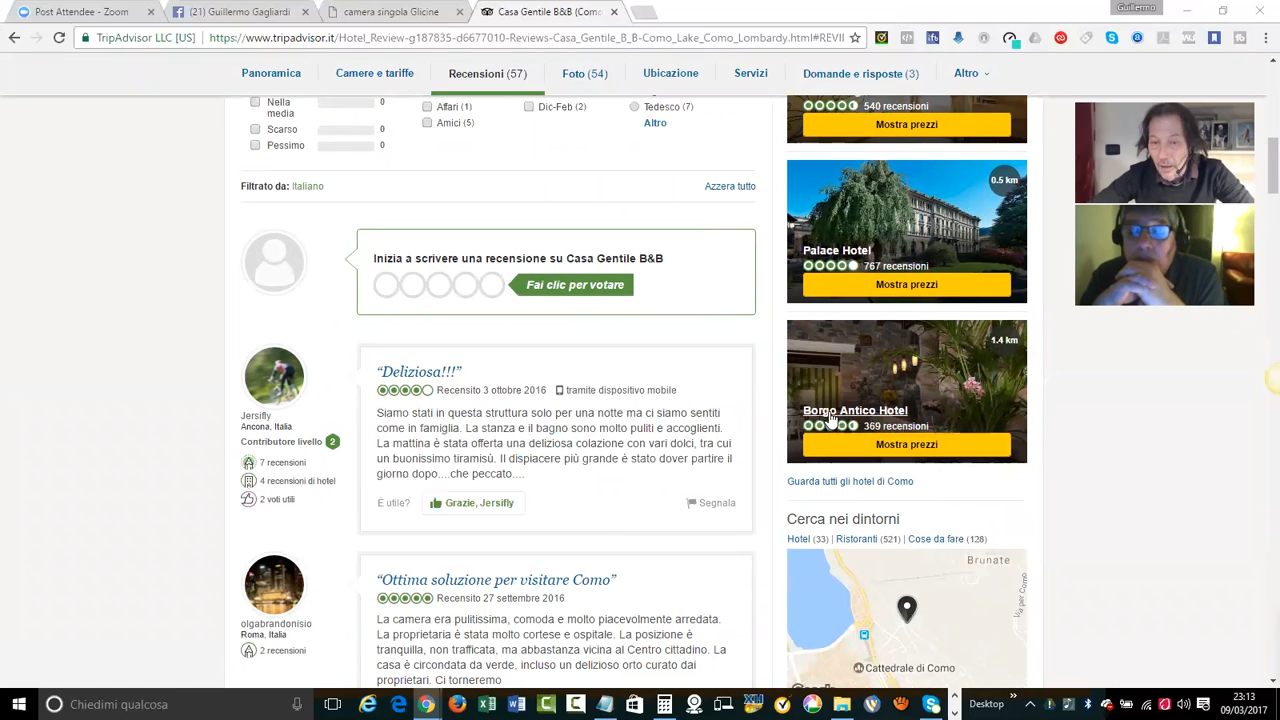 Post Attendee - Zoom
(21) Guillermo Gagliardi
camera singola Glicine
Casa Gentile B&B (Como
Guillermo
TripAdvisor LLC [US]
https://www.tripadvisor.it/Hotel_Review-g187835-d6677010-Reviews-Casa_Gentile_B_B-Como_Lake_Como_Lombardy.html#REVI
Panoramica
Camere e tariffe
Recensioni (57)
Foto (54)
Ubicazione
Servizi
Domande e risposte (3)
Altro
Nella media 0
Scarso 0
Pessimo 0
Affari (1)
Amici (5)
Dic-Feb (2)
Tedesco (7)
Altro
Filtrato da: Italiano
Azzera tutto
Inizia a scrivere una recensione su Casa Gentile B&B
Fai clic per votare
Jersifly
Ancona, Italia
Contributore livello 2
7 recensioni
4 recensioni di hotel
2 voti utili
“Deliziosa!!!”
Recensito 3 ottobre 2016 tramite dispositivo mobile
Siamo stati in questa struttura solo per una notte ma ci siamo sentiti
come in famiglia. La stanza e il bagno sono molto puliti e accoglienti.
La mattina è stata offerta una deliziosa colazione con vari dolci, tra cui
un buonissimo tiramisù. Il dispiacere più grande è stato dover partire il
giorno dopo....che peccato....
È utile?
Grazie, Jersifly
Segnala
olgabrandonisio
Roma, Italia
2 recensioni
“Ottima soluzione per visitare Como”
Recensito 27 settembre 2016
La camera era pulitissima, comoda e molto piacevolmente arredata.
La proprietaria è stata molto cortese e ospitale. La posizione è
tranquilla, non trafficata, ma abbastanza vicina al Centro cittadino. La
casa è circondata da verde, incluso un delizioso orto curato dai
proprietari. Ci torneremo
540 recensioni
Mostra prezzi
0.5 km
Palace Hotel
767 recensioni
Mostra prezzi
1.4 km
Borgo Antico Hotel
369 recensioni
Mostra prezzi
Guarda tutti gli hotel di Como
Cerca nei dintorni
Hotel (33) | Ristoranti (521) | Cose da fare (128)
Brunate
Via per Como
Cattedrale di Como
Chiedimi qualcosa
Desktop
23:13
09/03/2017